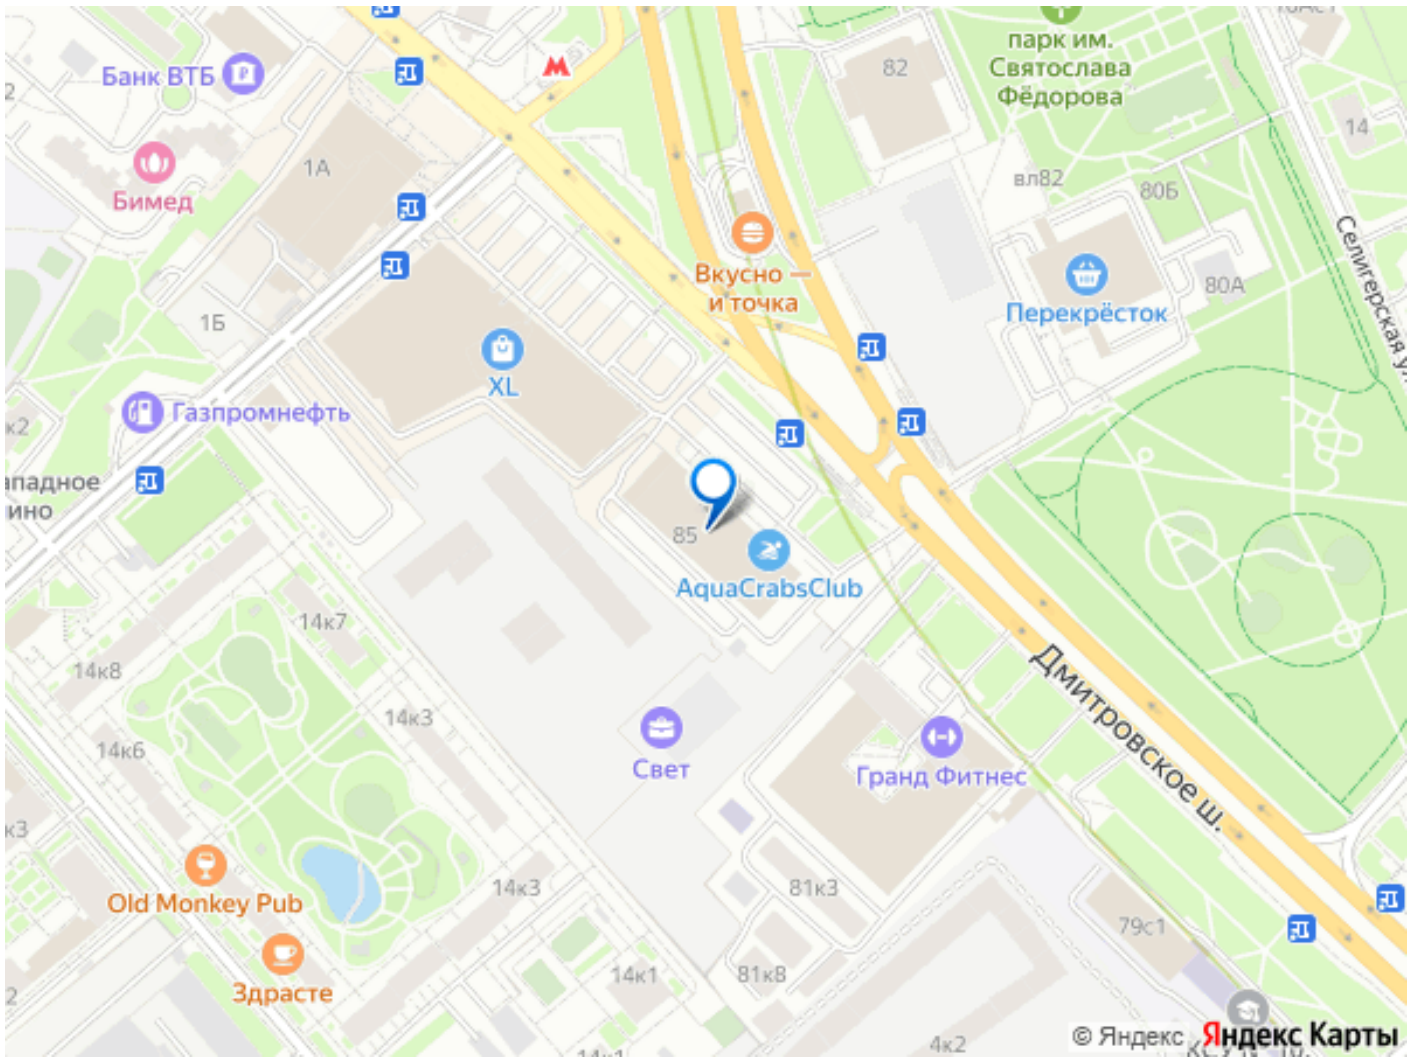 парк им.
Святослава
Фёдорова
82
Банк ВТБ
14
1А
вл82
80Б
Бимед
Вкусно —
и точка
Селигерская ул.
80А
Перекрёсток
1Б
XL
Газпромнефть
к2
85
AquaCrabsClub
14к7
14к8
14к3
14к6
Дмитровское ш.
Свет
Гранд Фитнес
к3
Old Monkey Pub
14к3
81к3
79с1
Здрасте
14к1
81к8
2
4к2
14к1
© Яндекс
Яндекс Карты